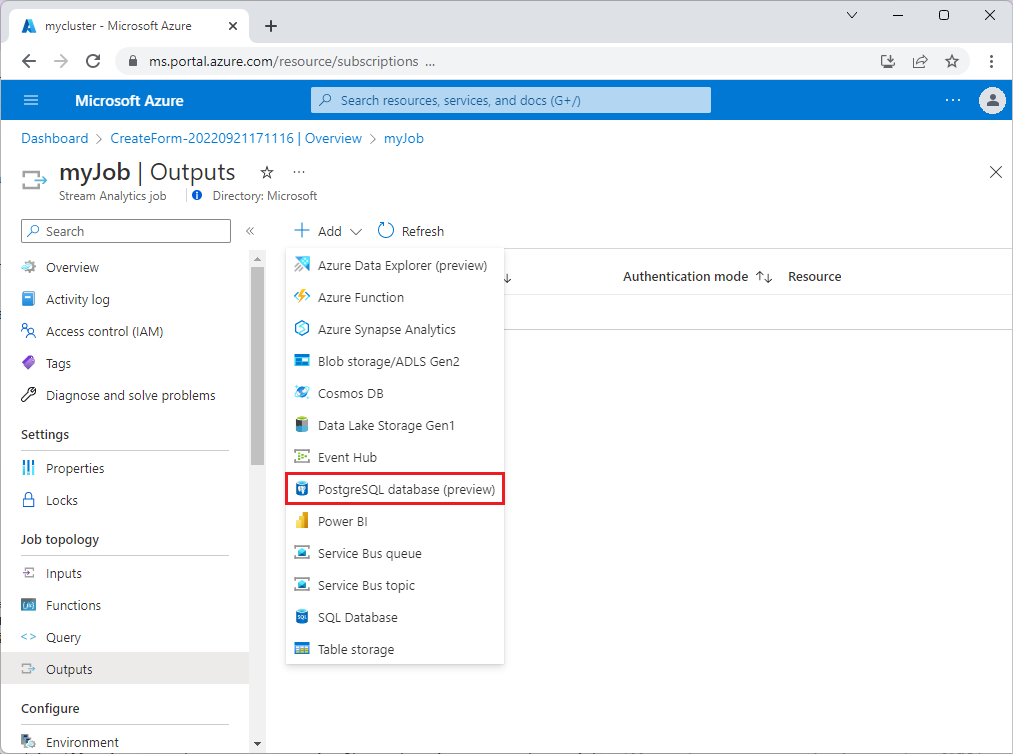 mycluster - Microsoft Azure
ms.portal.azure.com/resource/subscriptions ...
Microsoft Azure
Search resources, services, and docs (G+/)
Dashboard > CreateForm-20220921171116 | Overview > myJob
myJob | Outputs
Stream Analytics job
Directory: Microsoft
Search
Add
Refresh
Overview
Activity log
Access control (IAM)
Tags
Diagnose and solve problems
Settings
Properties
Locks
Job topology
Inputs
Functions
Query
Outputs
Configure
Environment
Azure Data Explorer (preview)
Azure Function
Azure Synapse Analytics
Blob storage/ADLS Gen2
Cosmos DB
Data Lake Storage Gen1
Event Hub
PostgreSQL database (preview)
Power BI
Service Bus queue
Service Bus topic
SQL Database
Table storage
Authentication mode
Resource